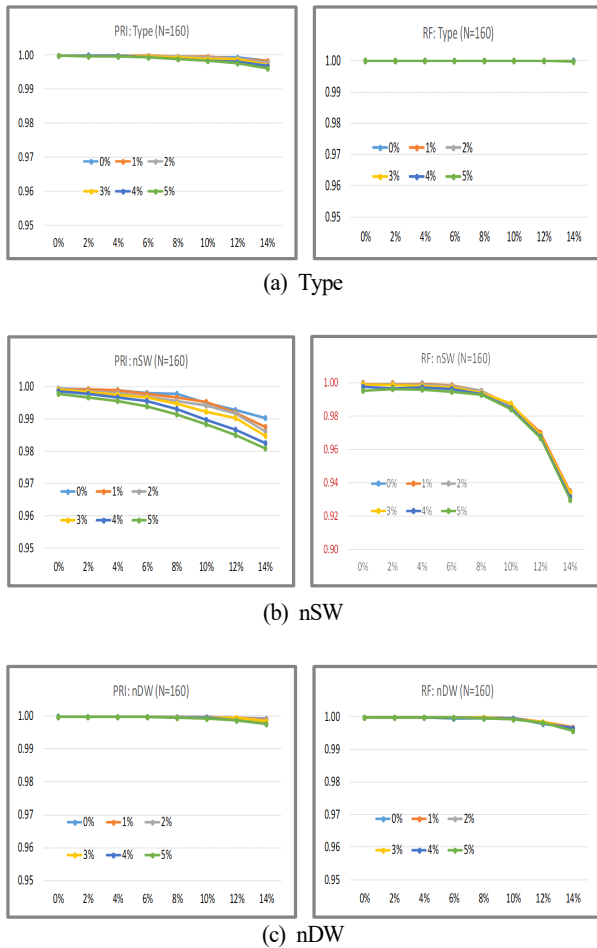 PRI: Type (N=160)
1.00
0.99
0.97
0.96
0.95
0% 1% 2%
3% 4% 5%
0% 2% 4% 6% 8% 10% 12% 14%
RF: Type (N=160)
1.00
0.99
0.97
0.96
0.95
0% 1% 2%
3% 4% 5%
0% 2% 4% 6% 8% 10% 12% 14%
(a) Type
PRI: nSW (N=160)
1.00
0.99
0.98
0.97
0.96
0.95
0% 1% 2%
3% 4% 5%
0% 2% 4% 6% 8% 10% 12% 14%
RF: nSW (N=160)
1.00
0.98
0.96
0.94
0.92
0.90
0% 1% 2%
3% 4% 5%
0% 2% 4% 6% 8% 10% 12% 14%
(b) nSW
PRI: nDW (N=160)
1.00
0.99
0.98
0.97
0.96
0.95
0% 1% 2%
3% 4% 5%
0% 2% 4% 6% 8% 10% 12% 14%
RF: nDW (N=160)
1.00
0.99
0.98
0.97
0.96
0.95
0% 1% 2%
3% 4% 5%
0% 2% 4% 6% 8% 10% 12% 14%
(c) nDW